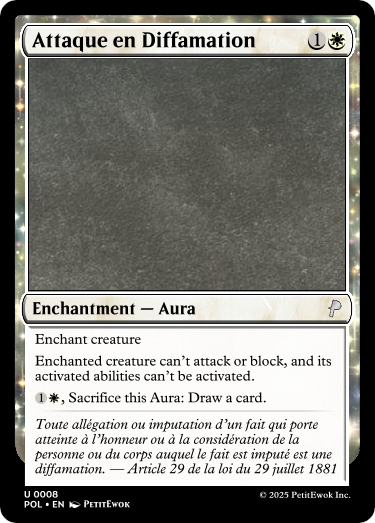 Attaque en Diffamation 1
Enchantment — Aura
Enchant creature
Enchanted creature can't attack or block, and its
activated abilities can't be activated.
1, Sacrifice this Aura: Draw a card.
Toute allégation ou imputation d'un fait qui porte
atteinte à l'honneur ou à la considération de la
personne ou du corps auquel le fait est imputé est une
diffamation. — Article 29 de la loi du 29 juillet 1881
U 0008
POL • EN PetitEwok
© 2025 PetitEwok Inc.